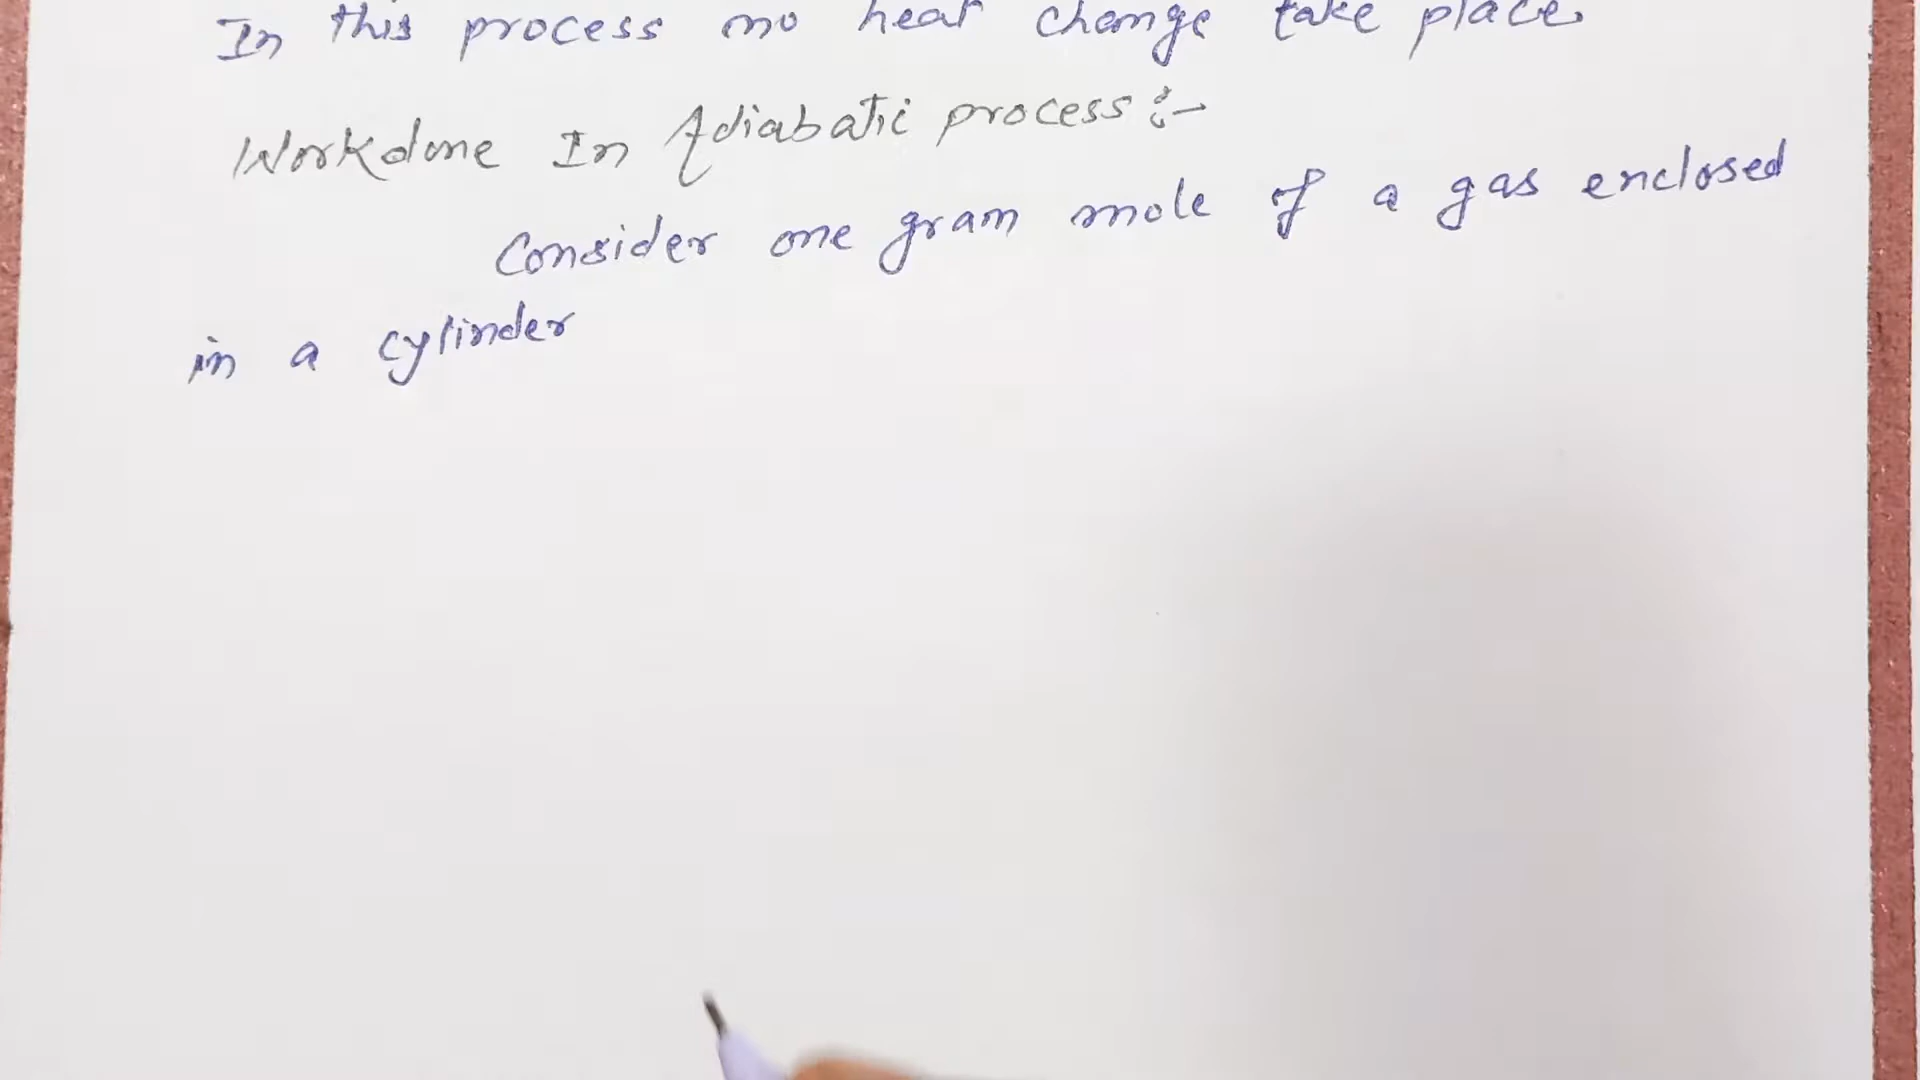 In this process no heat change take place.
Workdone In Adiabatic process :-
Consider one gram mole of a gas enclosed
in a cylinder